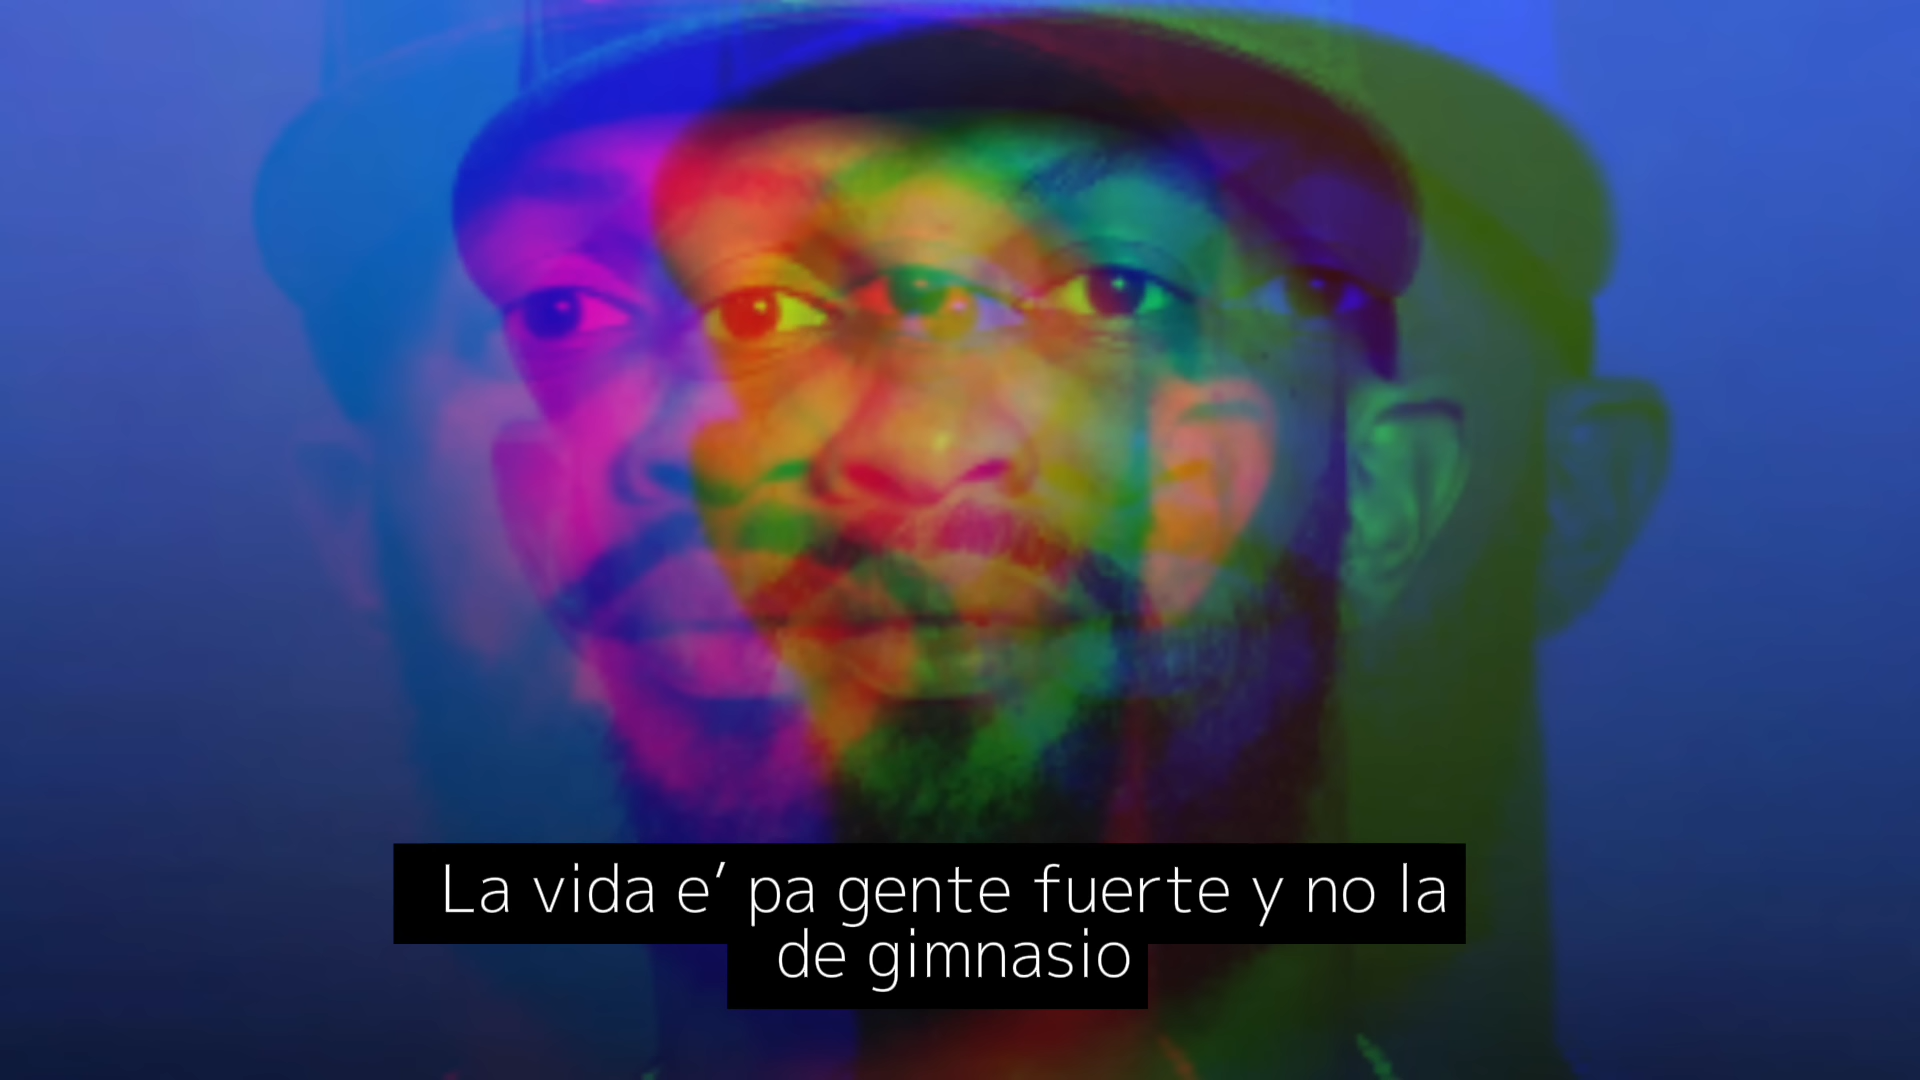 La vida e’ pa gente fuerte y no la
de gimnasio